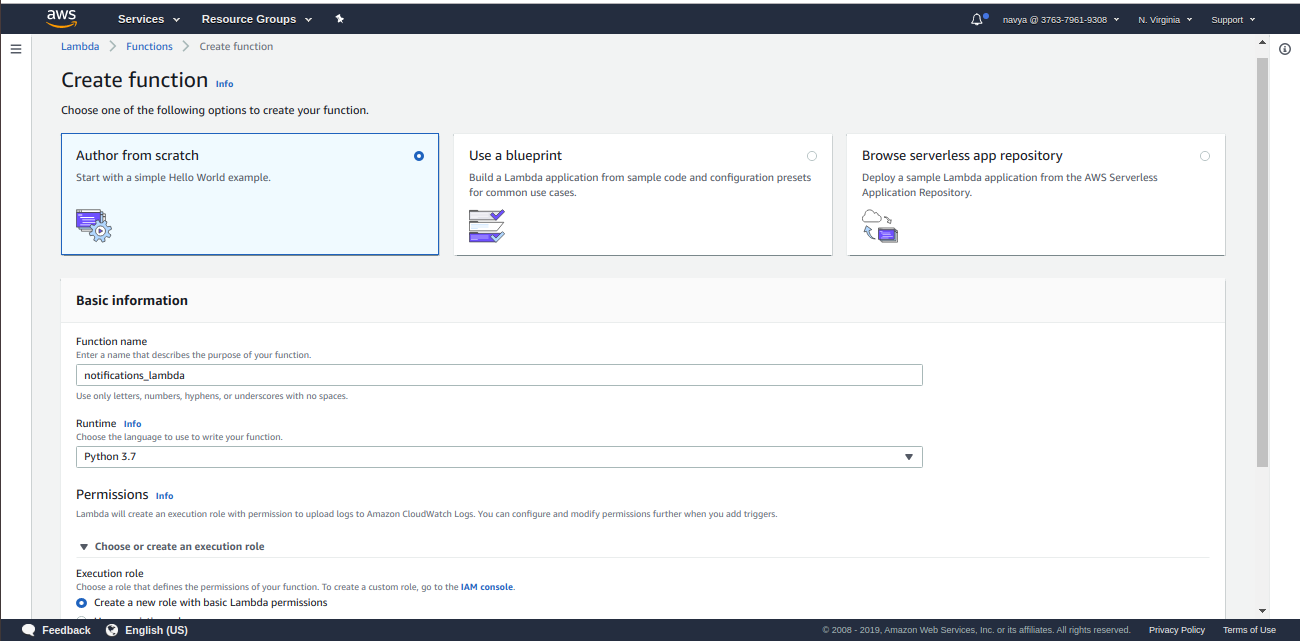 aws Services Resource Groups navya @ 3763-7961-9308 N. Virginia Support
Lambda > Functions > Create function
Create function Info
Choose one of the following options to create your function.
Author from scratch
Start with a simple Hello World example.
Use a blueprint
Build a Lambda application from sample code and configuration presets
for common use cases.
Browse serverless app repository
Deploy a sample Lambda application from the AWS Serverless
Application Repository.
Basic information
Function name
Enter a name that describes the purpose of your function.
notifications_lambda
Use only letters, numbers, hyphens, or underscores with no spaces.
Runtime Info
Choose the language to use to write your function.
Python 3.7
Permissions Info
Lambda will create an execution role with permission to upload logs to Amazon CloudWatch Logs. You can configure and modify permissions further when you add triggers.
Choose or create an execution role
Execution role
Choose a role that defines the permissions of your function. To create a custom role, go to the IAM console.
Create a new role with basic Lambda permissions
Feedback English (US) © 2008 - 2019, Amazon Web Services, Inc. or its affiliates. All rights reserved. Privacy Policy Terms of Use